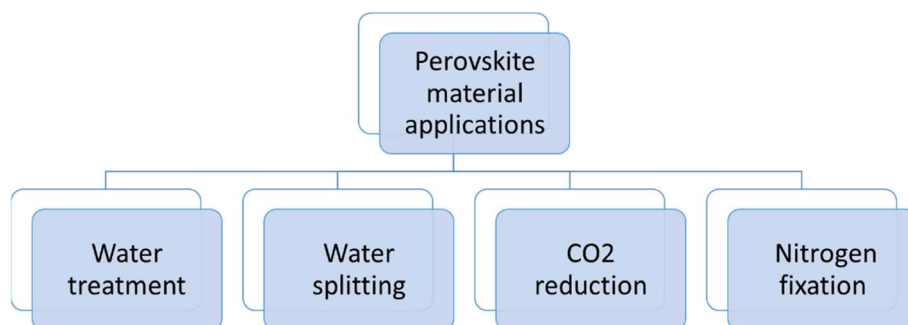 Perovskite
material
applications
Water
treatment
Water
splitting
CO2
reduction
Nitrogen
fixation